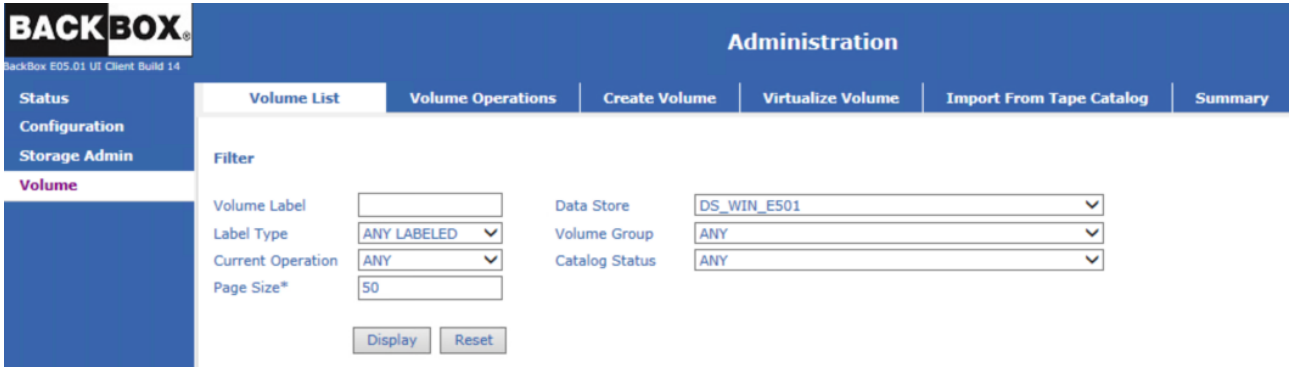 BACKBOX®
Administration
BackBox E05.01 UI Client Build 14
Status
Configuration
Storage Admin
Volume
Volume List Volume Operations Create Volume Virtualize Volume Import From Tape Catalog Summary
Filter
Volume Label Data Store DS_WIN_E501
Label Type ANY LABELED Volume Group ANY
Current Operation ANY Catalog Status ANY
Page Size* 50
Display Reset